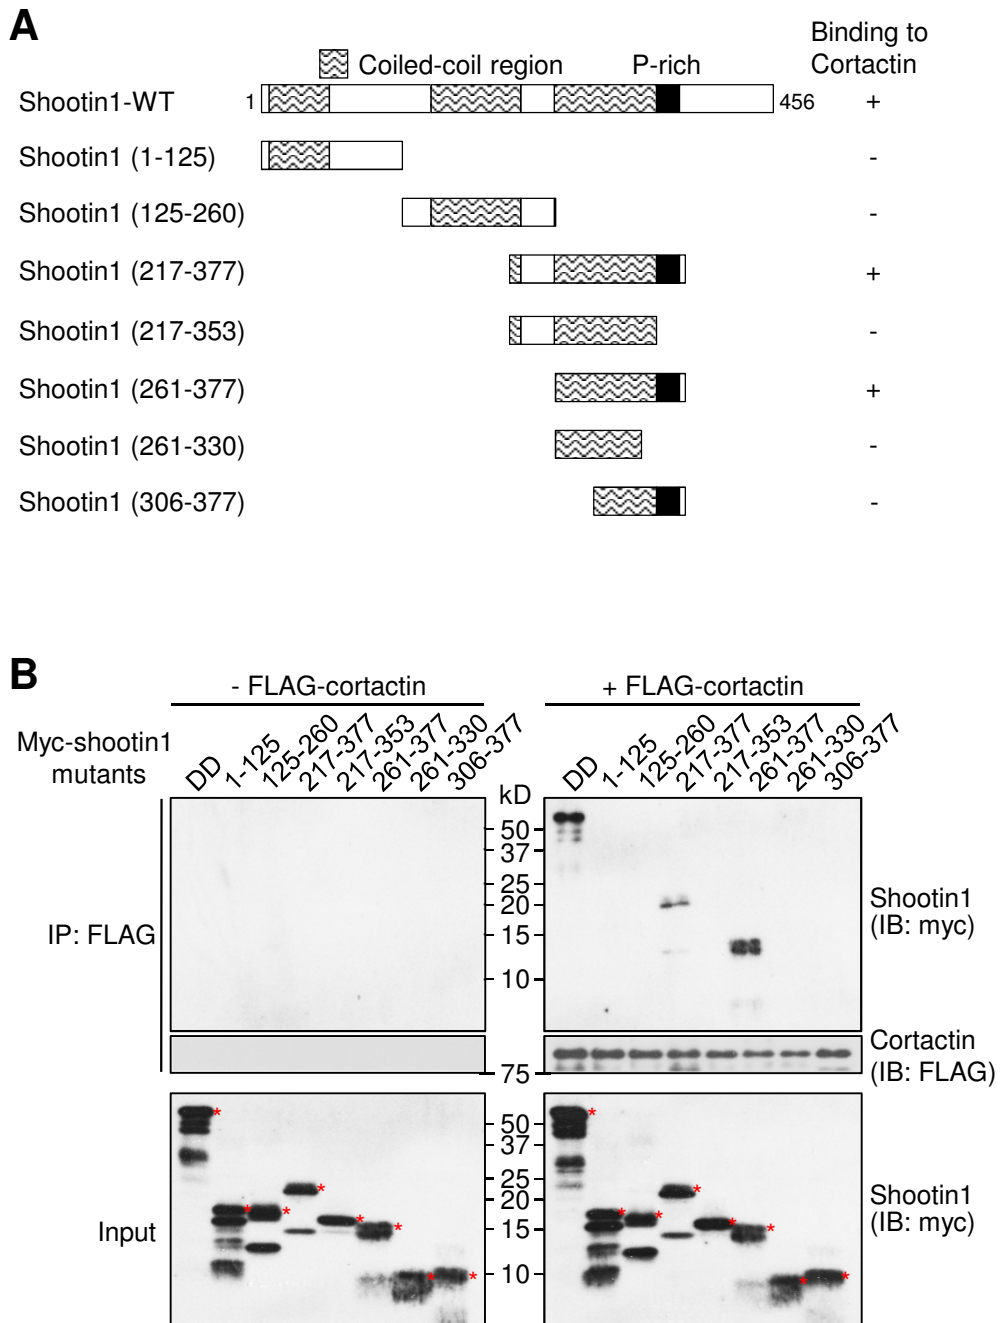 A
Binding to
Cortactin
Coiled-coil region P-rich
Shootin1-WT 1 456 +
Shootin1 (1-125) -
Shootin1 (125-260) -
Shootin1 (217-377) +
Shootin1 (217-353) -
Shootin1 (261-377) +
Shootin1 (261-330) -
Shootin1 (306-377) -
B
- FLAG-cortactin + FLAG-cortactin
Myc-shootin1
mutants
DD 1-125 125-260 217-377 217-353 261-377 261-330 306-377
DD 1-125 125-260 217-377 217-353 261-377 261-330 306-377
kD
50
37
25
20
15
10
IP: FLAG
Shootin1
(IB: myc)
Cortactin
(IB: FLAG)
75
50
37
25
20
15
10
Input
Shootin1
(IB: myc)
* * * * * * * *
* * * * * * * *